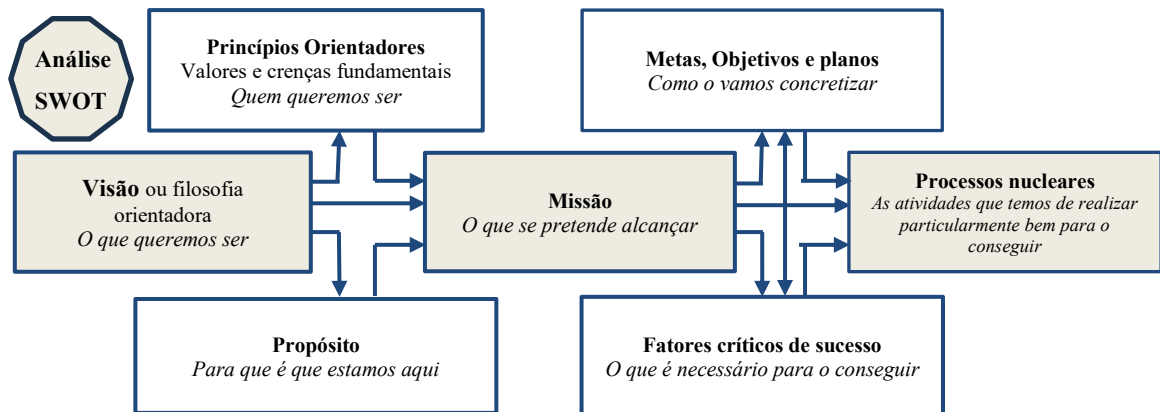 Análise
SWOT
Princípios Orientadores
Valores e crenças fundamentais
Quem queremos ser
Metas, Objetivos e planos
Como o vamos concretizar
Visão ou filosofia
orientadora
O que queremos ser
Missão
O que se pretende alcançar
Processos nucleares
As atividades que temos de realizar
particularmente bem para o
conseguir
Propósito
Para que é que estamos aqui
Fatores críticos de sucesso
O que é necessário para o conseguir